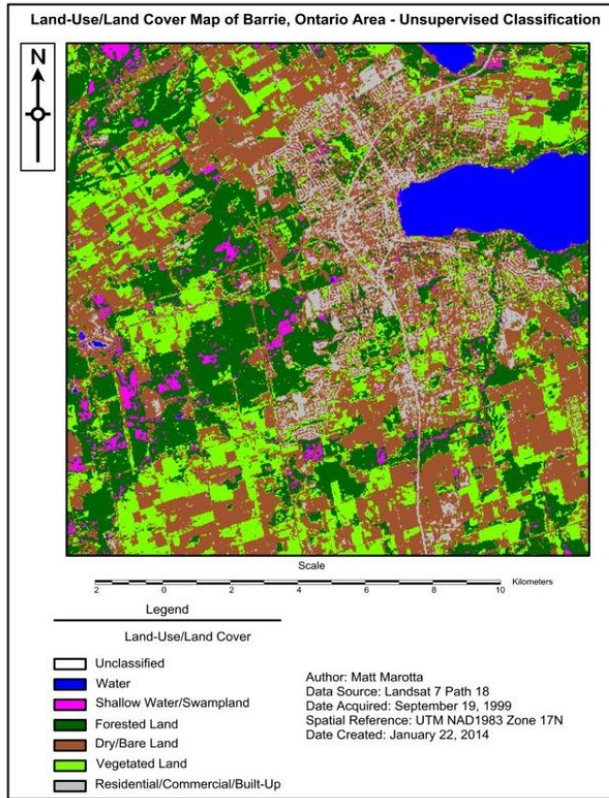 Land-Use/Land Cover Map of Barrie, Ontario Area - Unsupervised Classification
N
Scale
2 0 2 4 6 8 10 Kilometers
Legend
Land-Use/Land Cover
Unclassified
Water
Shallow Water/Swampland
Forested Land
Dry/Bare Land
Vegetated Land
Residential/Commercial/Built-Up
Author: Matt Marotta
Data Source: Landsat 7 Path 18
Date Acquired: September 19, 1999
Spatial Reference: UTM NAD1983 Zone 17N
Date Created: January 22, 2014